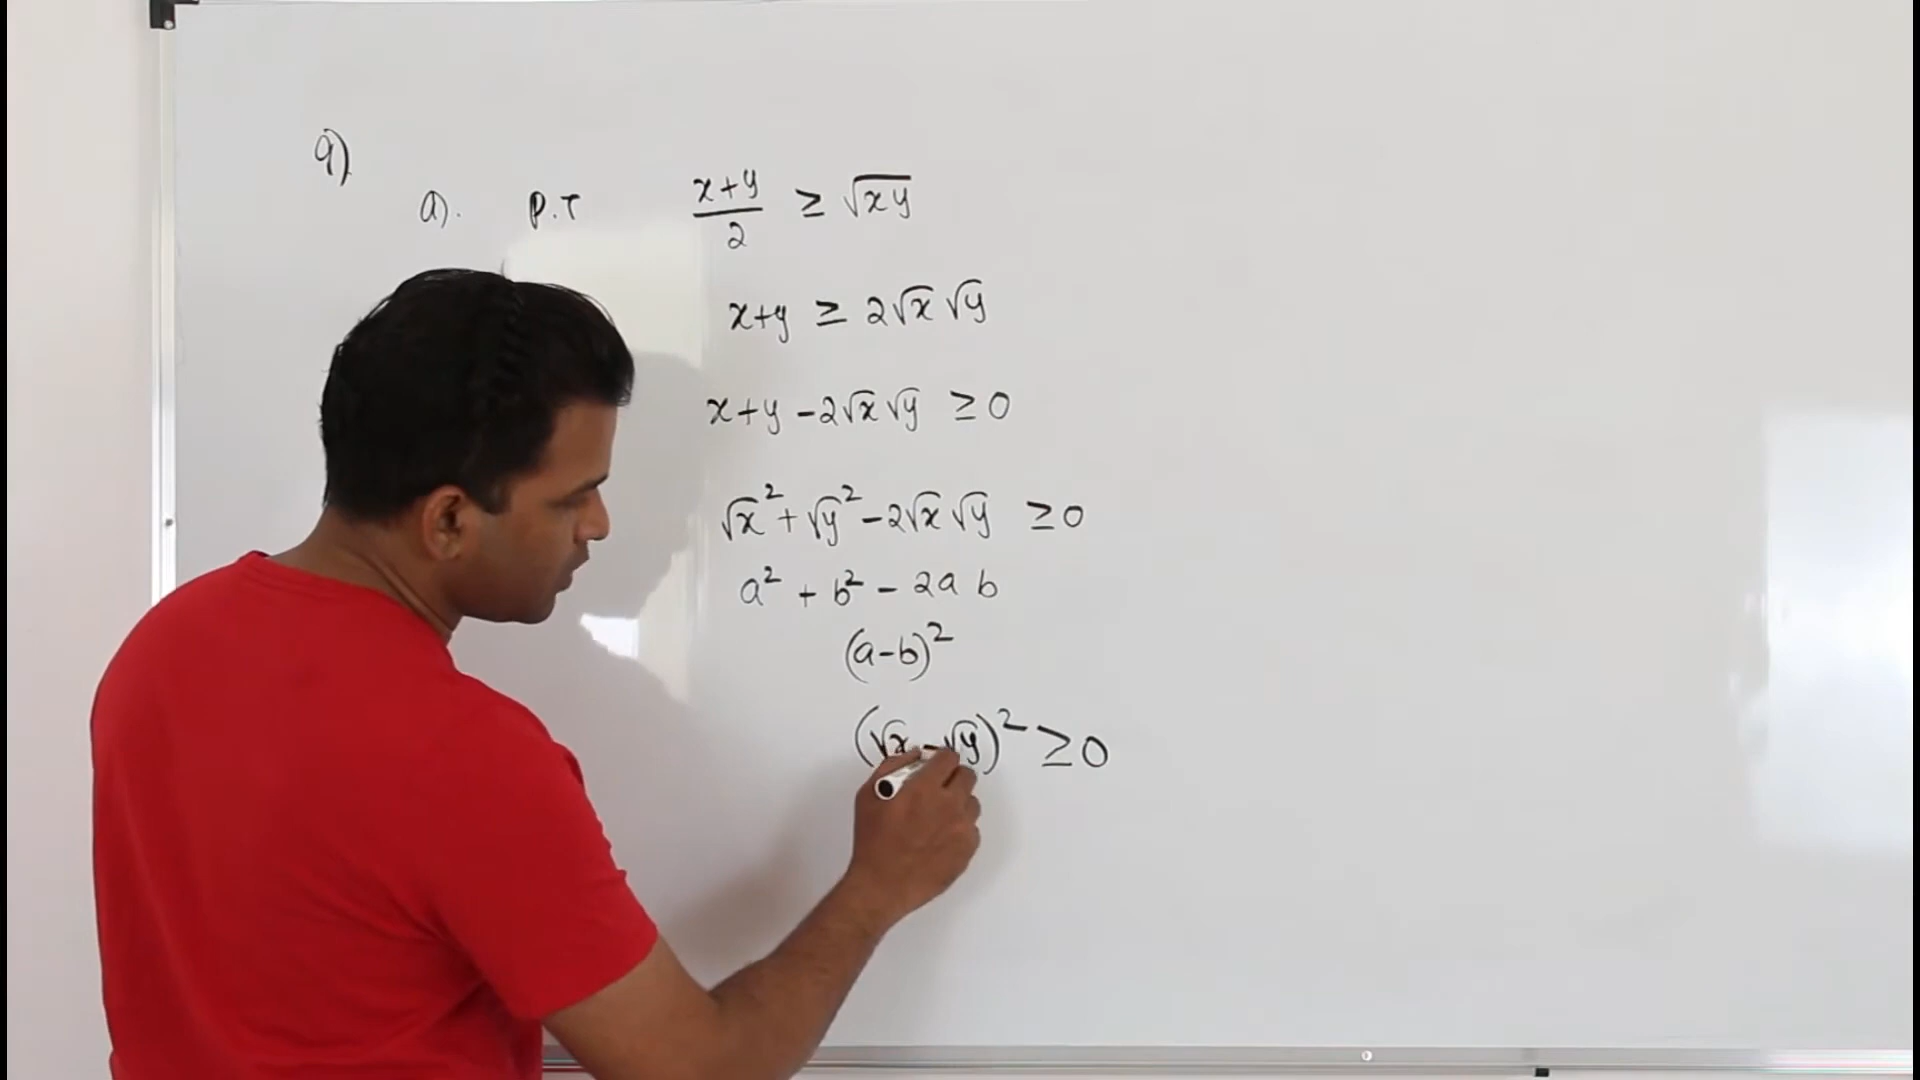 9)
a). P.T x+y/2 ≥ √xy
x+y ≥ 2√x √y
x+y -2√x √y ≥0
√x² + √y² -2√x √y ≥0
a² + b² - 2a b
(a-b)²
(√x - √y)² ≥0